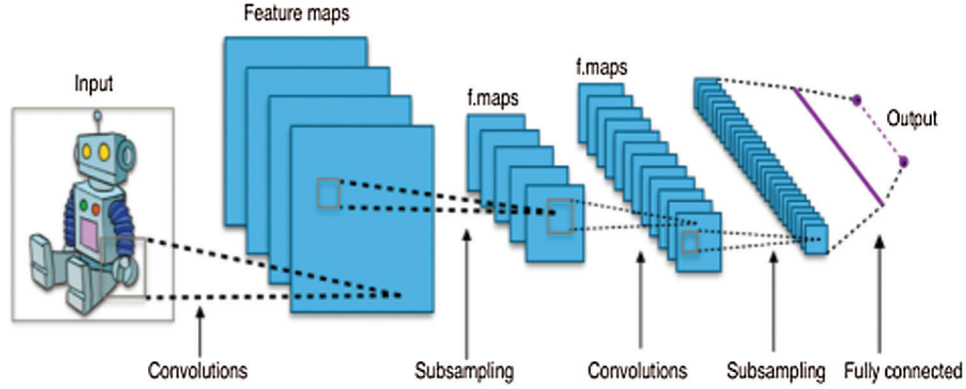 Feature maps
f.maps
Input
f.maps
Output
Convolutions
Subsampling
Convolutions
Subsampling
Fully connected